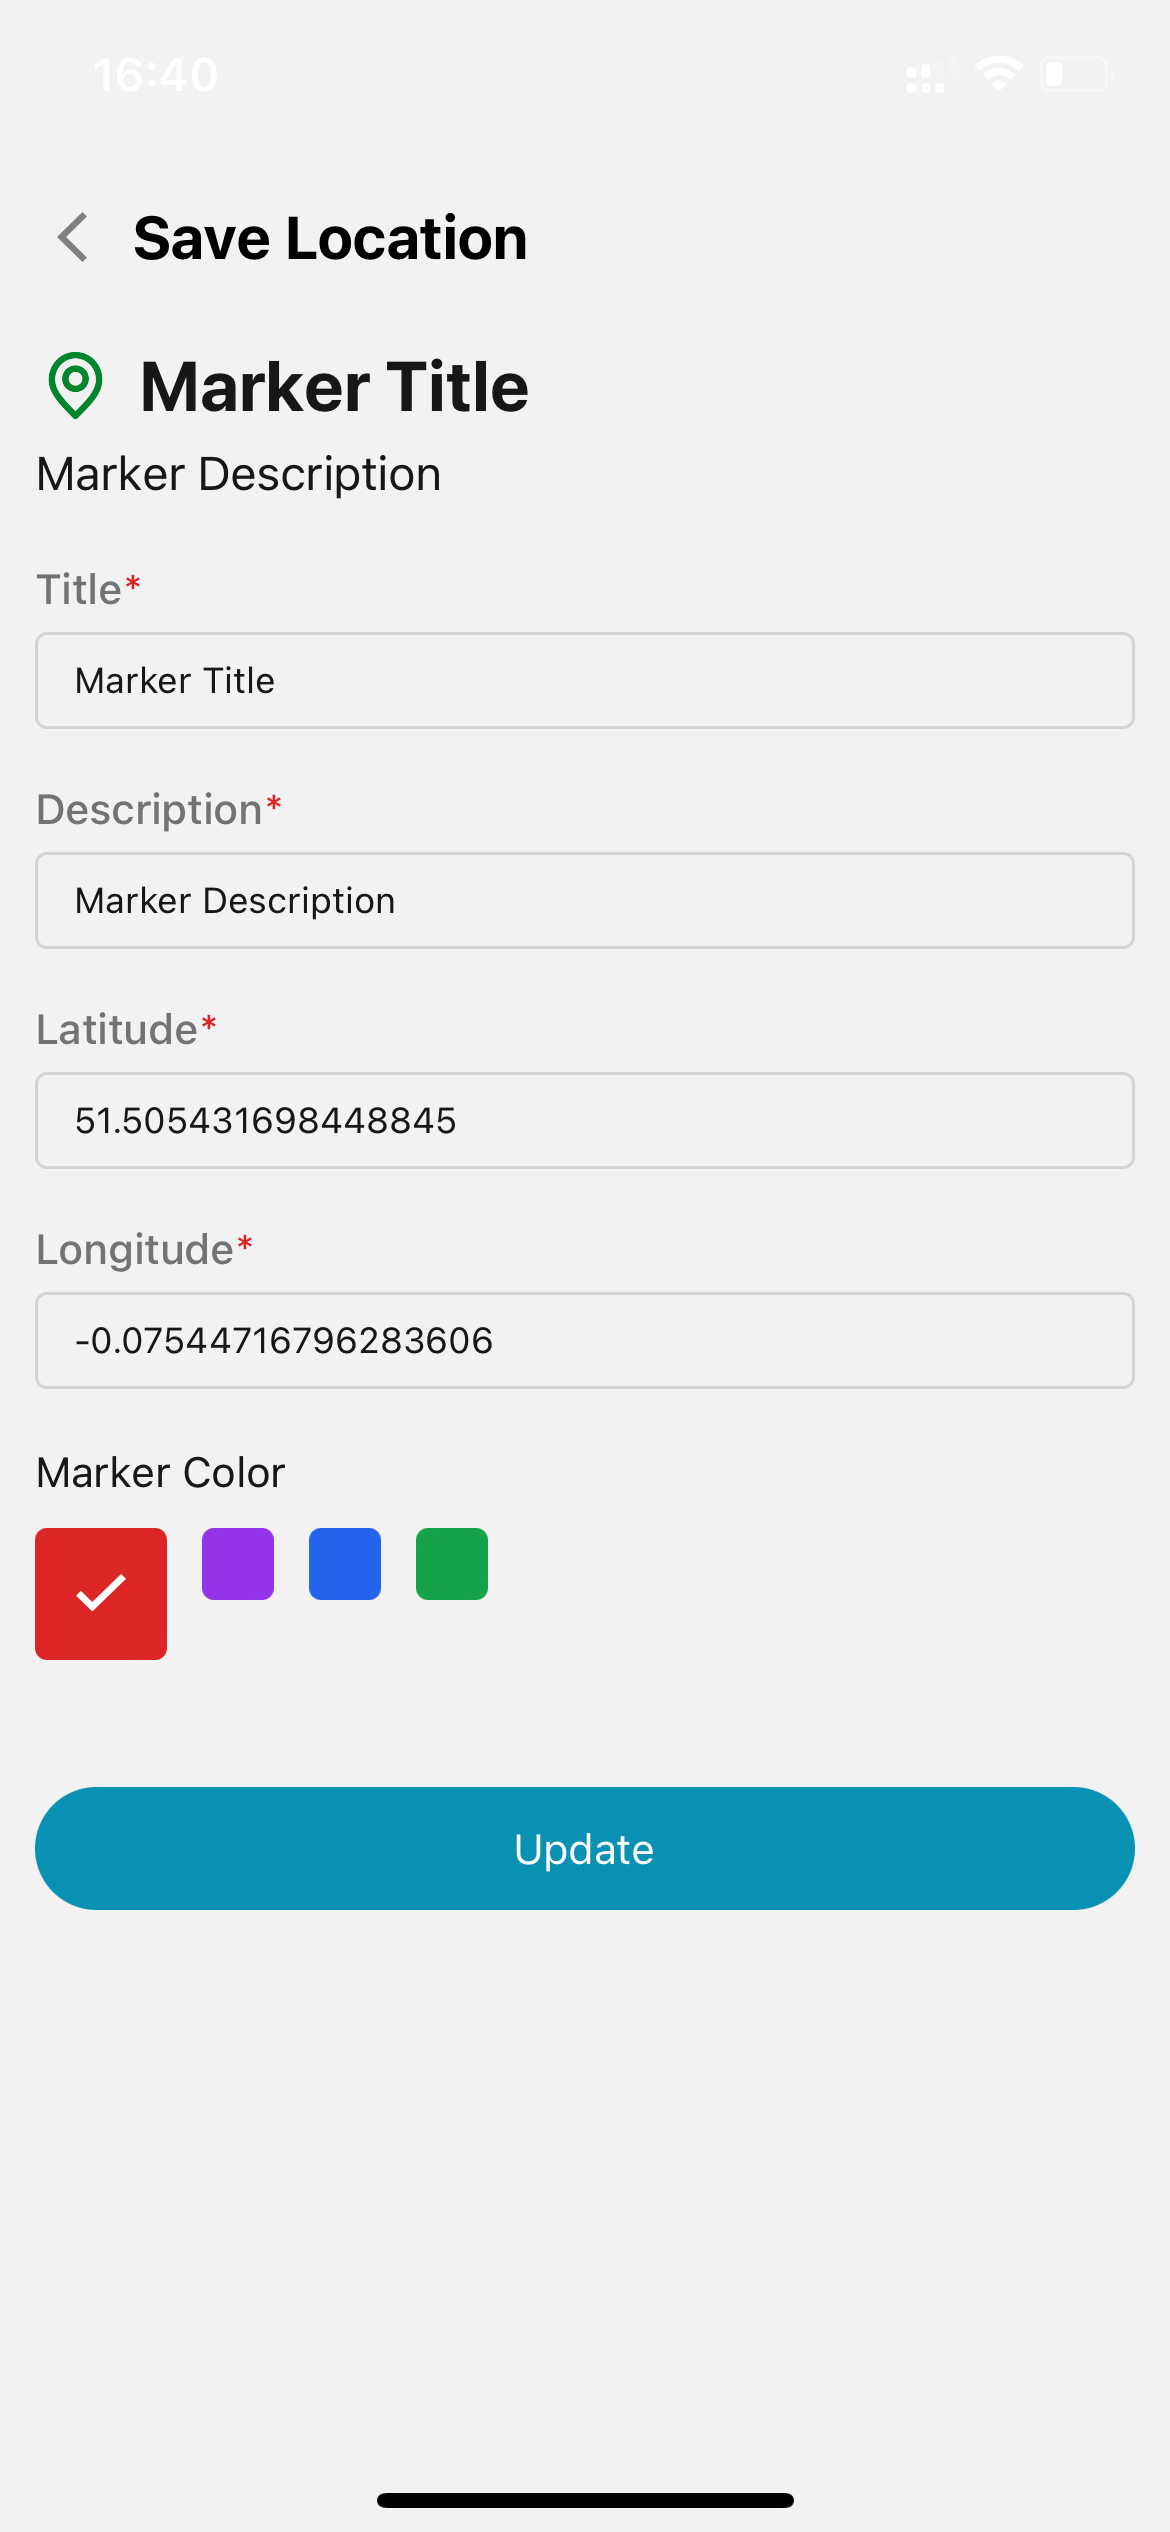 16:40
Save Location
Marker Title
Marker Description
Title*
Marker Title
Description*
Marker Description
Latitude*
51.505431698448845
Longitude*
-0.07544716796283606
Marker Color
Update